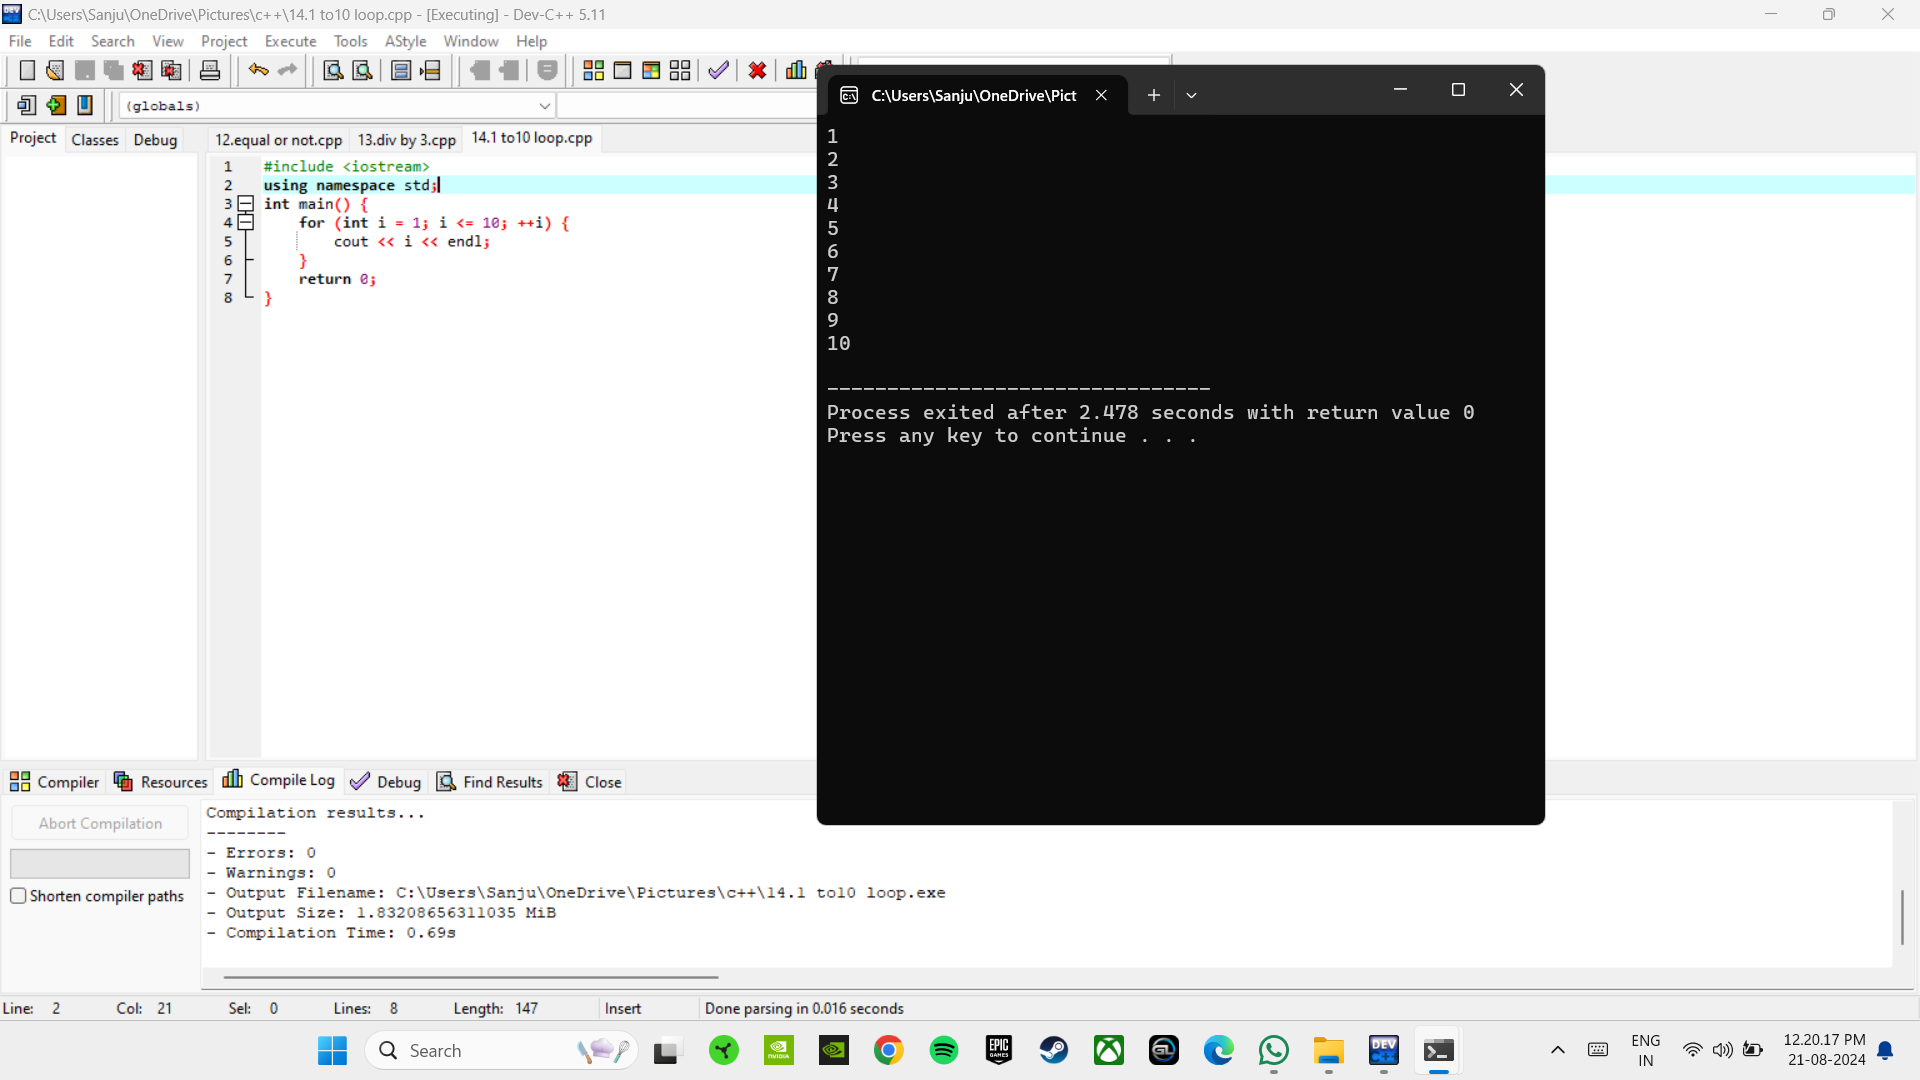 C:\Users\Sanju\OneDrive\Pictures\c++\14.1 to10 loop.cpp - [Executing] - Dev-C++ 5.11
File Edit Search View Project Execute Tools AStyle Window Help
(globals)
Project Classes Debug
12.equal or not.cpp 13.div by 3.cpp 14.1 to10 loop.cpp
1 #include <iostream>
2 using namespace std;
3 int main() {
4 for (int i = 1; i <= 10; ++i) {
5 cout << i << endl;
6 }
7 return 0;
8 }
C:\Users\Sanju\OneDrive\Pict
1
2
3
4
5
6
7
8
9
10
--------------------------------
Process exited after 2.478 seconds with return value 0
Press any key to continue . . .
Compiler Resources Compile Log Debug Find Results Close
Abort Compilation
Shorten compiler paths
Compilation results...
--------
- Errors: 0
- Warnings: 0
- Output Filename: C:\Users\Sanju\OneDrive\Pictures\c++\14.1 to10 loop.exe
- Output Size: 1.83208656311035 MiB
- Compilation Time: 0.69s
Line: 2 Col: 21 Sel: 0 Lines: 8 Length: 147 Insert Done parsing in 0.016 seconds
Search
NVIDIA
EPIC GAMES
GL
DEV C++
ENG
IN
12.20.17 PM
21-08-2024